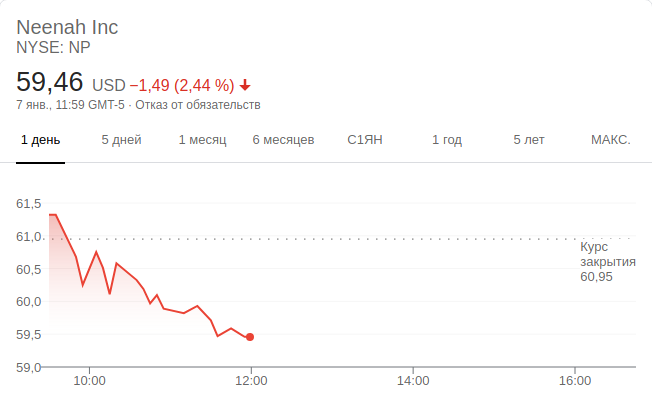 Neenah Inc
NYSE: NP
59,46 USD −1,49 (2,44 %)
7 янв., 11:59 GMT-5 · Отказ от обязательств
1 день 5 дней 1 месяц 6 месяцев С1ЯН 1 год 5 лет МАКС.
61,5
61,0
60,5
60,0
59,5
59,0
Курс
закрытия
60,95
10:00 12:00 14:00 16:00